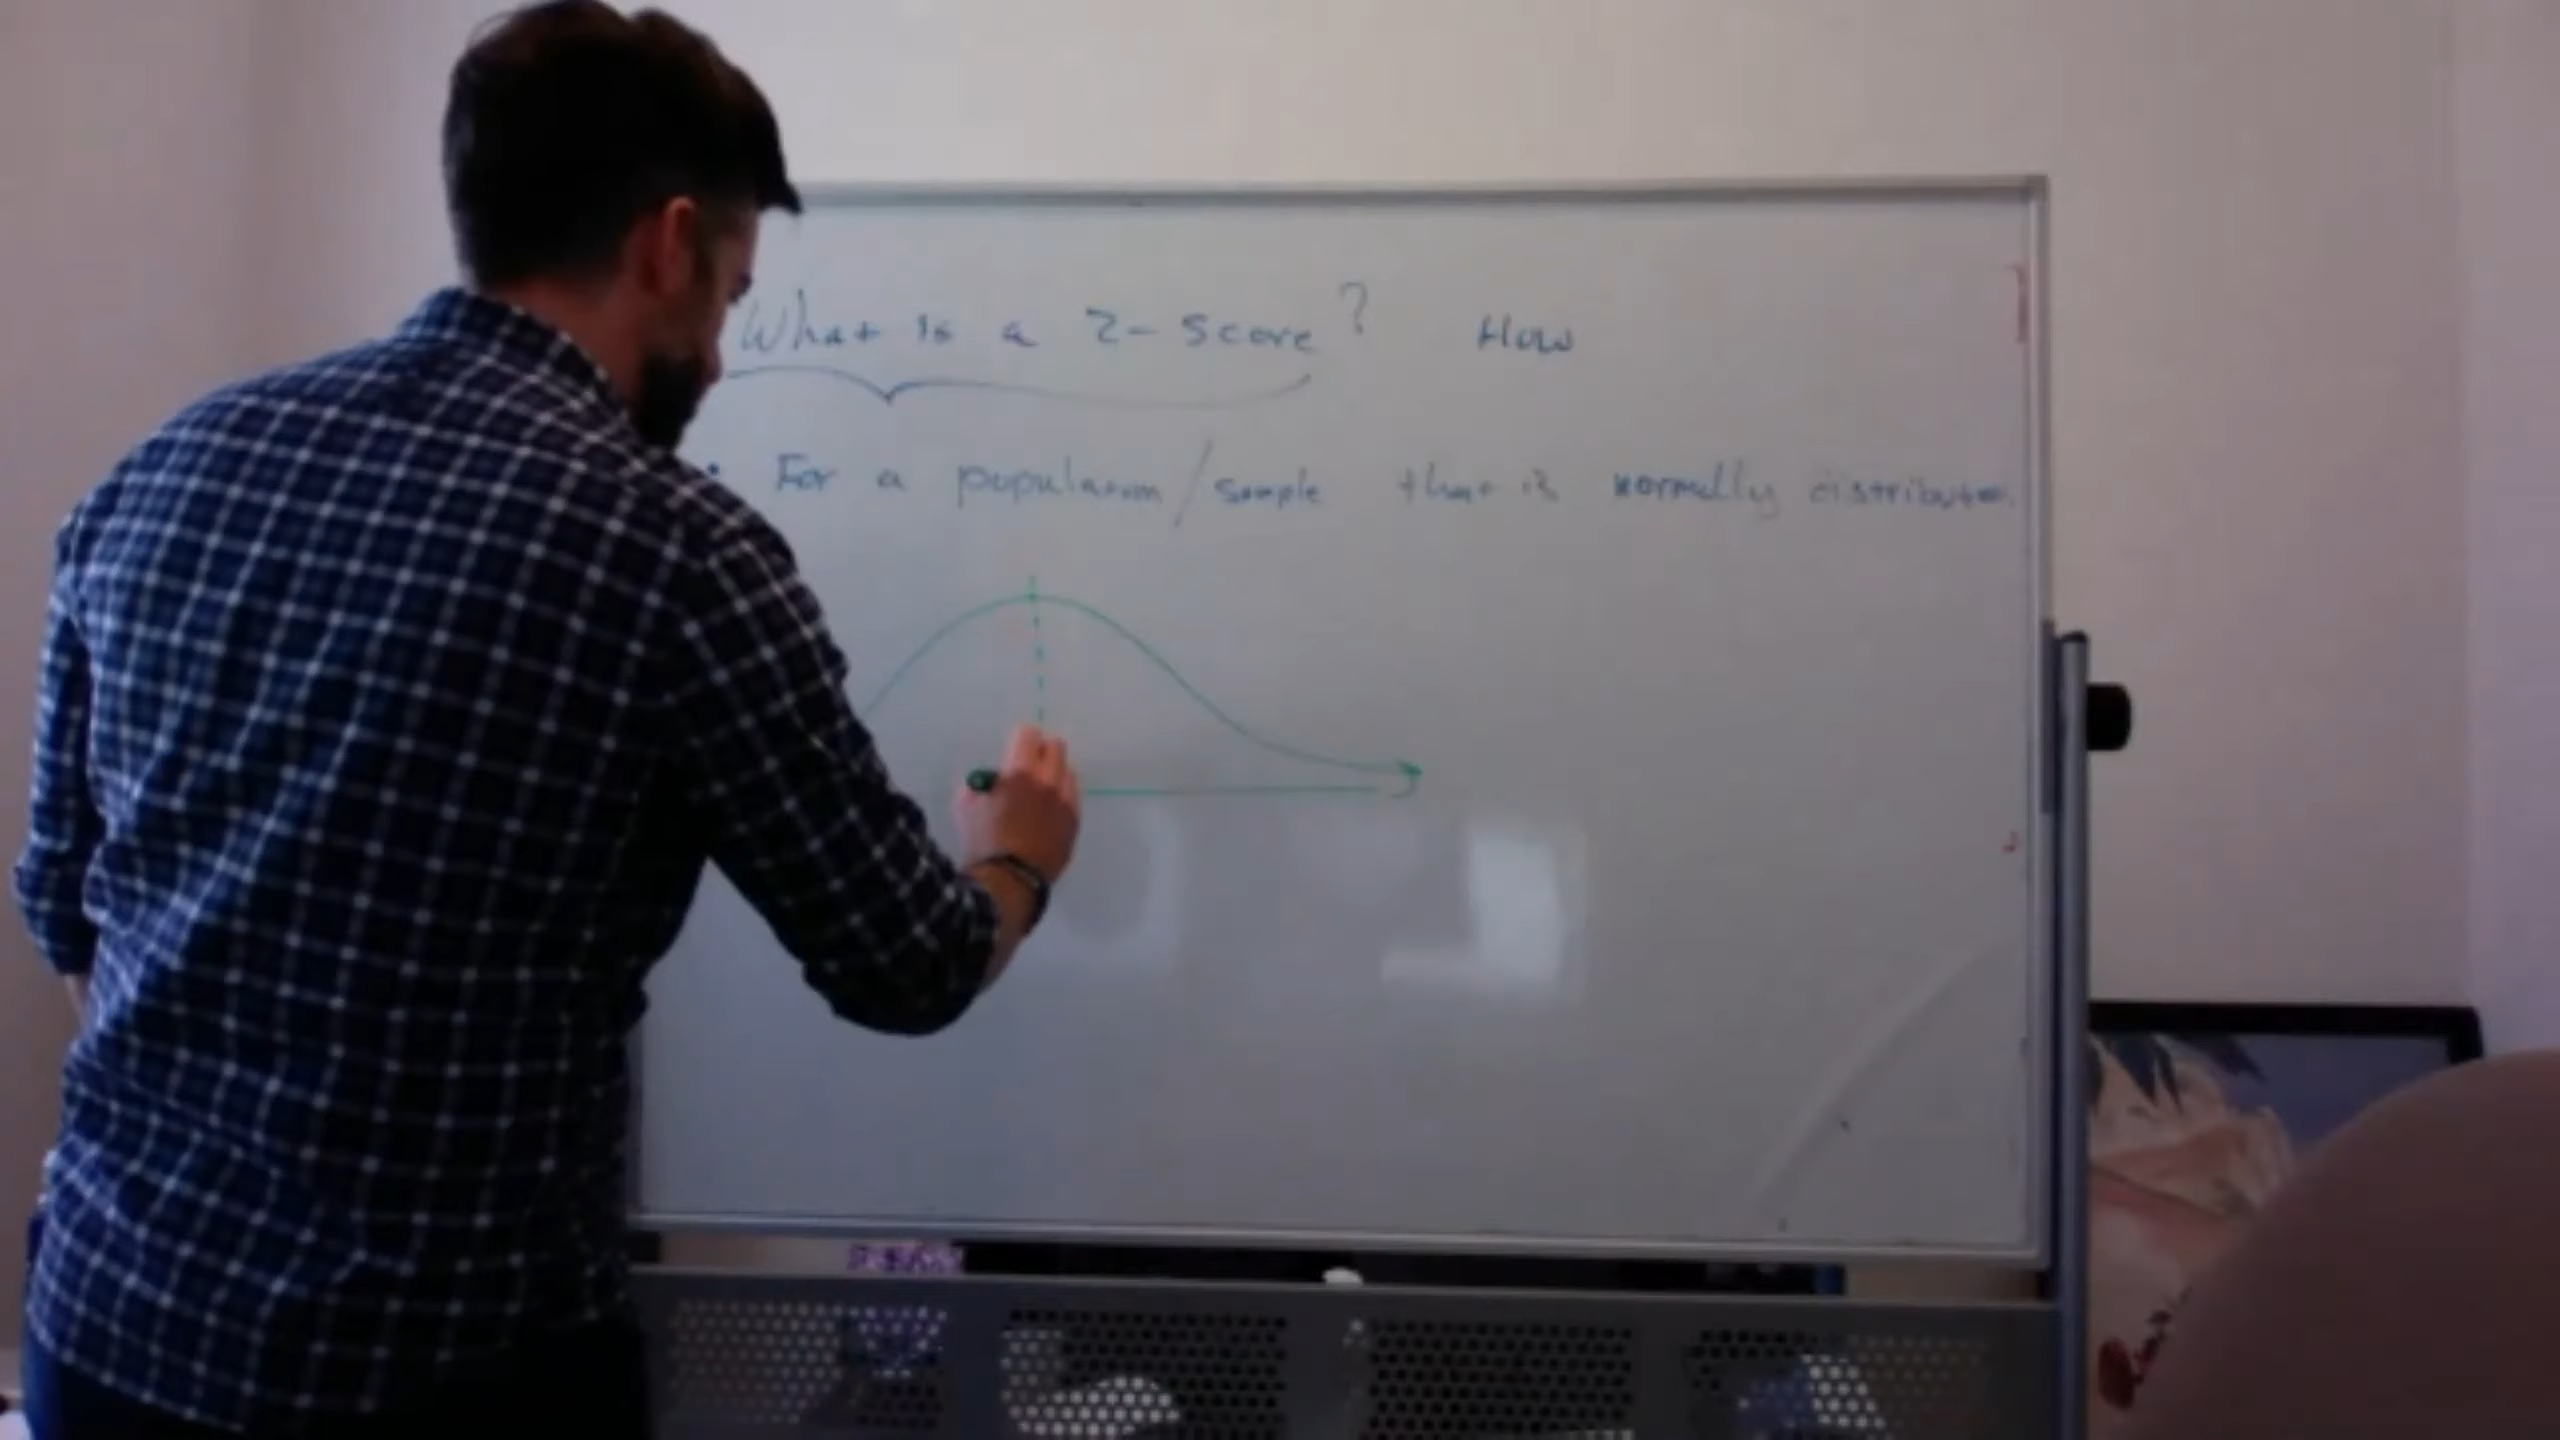 What is a Z-Score? How
• For a population/sample that is normally distributed